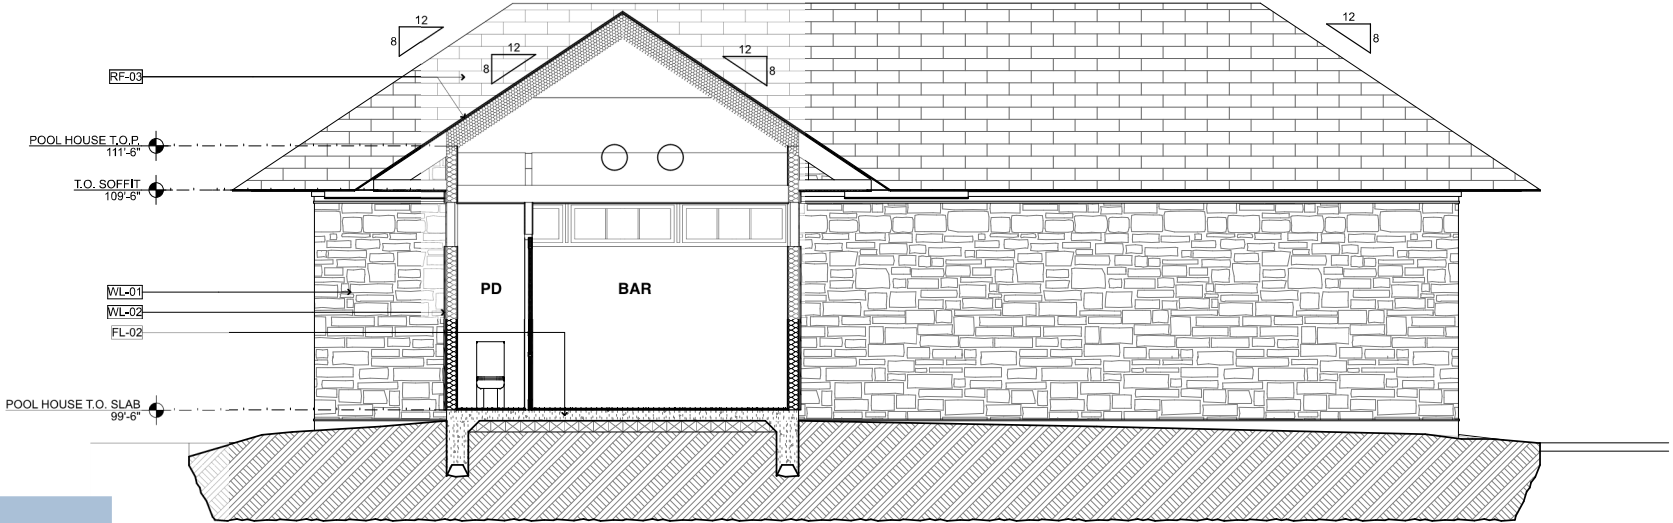 12
8
12
8
12
8
12
8
RF-03
POOL HOUSE T.O.P.
111'-6"
T.O. SOFFIT
109'-6"
WL-01
WL-02
FL-02
PD
BAR
POOL HOUSE T.O. SLAB
99'-6"